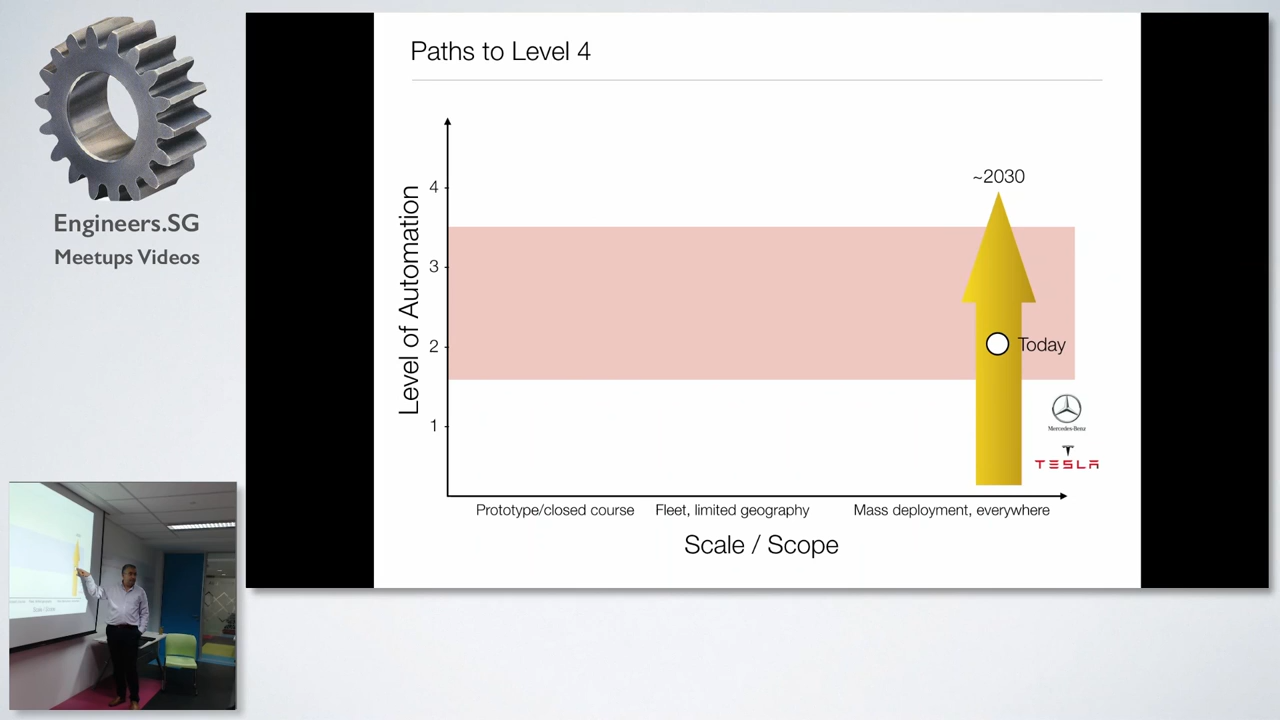 Engineers.SG
Meetups Videos
Paths to Level 4
Level of Automation
4
3
2
1
~2030
Today
Mercedes-Benz
TESLA
Prototype/closed course
Fleet, limited geography
Mass deployment, everywhere
Scale / Scope